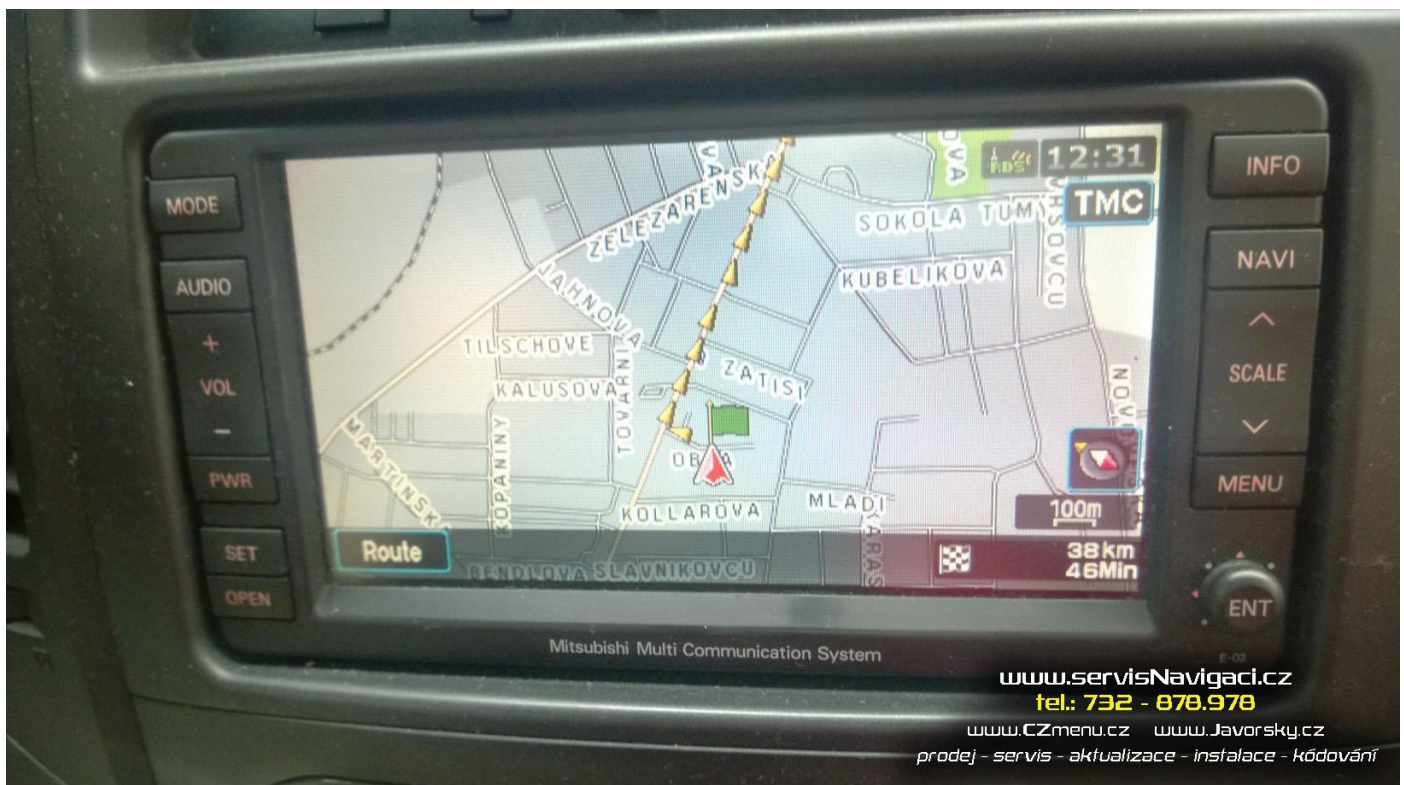 MODE
AUDIO
+
VOL
-
PWR
SET
OPEN
INFO
NAVI
SCALE
MENU
ENT
E-02
RDS
12:31
TMC
ZELEZARENSKA
SOKOLA TUMY
KUBELIKOVA
JAHNOVA
TILSCHOVE
KALUSOVA
TOVARNI
ZATISI
MARTINSKA
KOPANINY
KOLLAROVA
MLADI
100m
Route
BENDLOVA
SLAVNIKOVCU
38km
46Min
Mitsubishi Multi Communication System
www.servisNavigaci.cz
tel.: 732 - 878.978
www.CZmenu.cz www.Javorsky.cz
prodej - servis - aktualizace - instalace - kódování